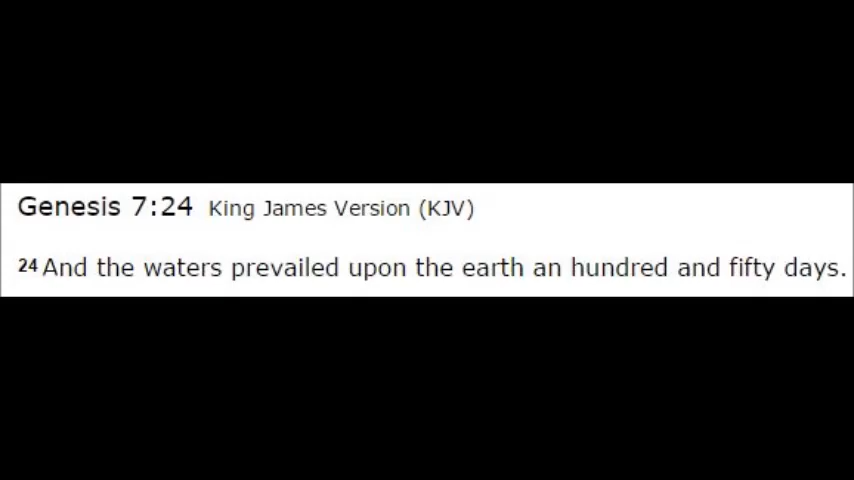 Genesis 7:24 King James Version (KJV)
24 And the waters prevailed upon the earth an hundred and fifty days.